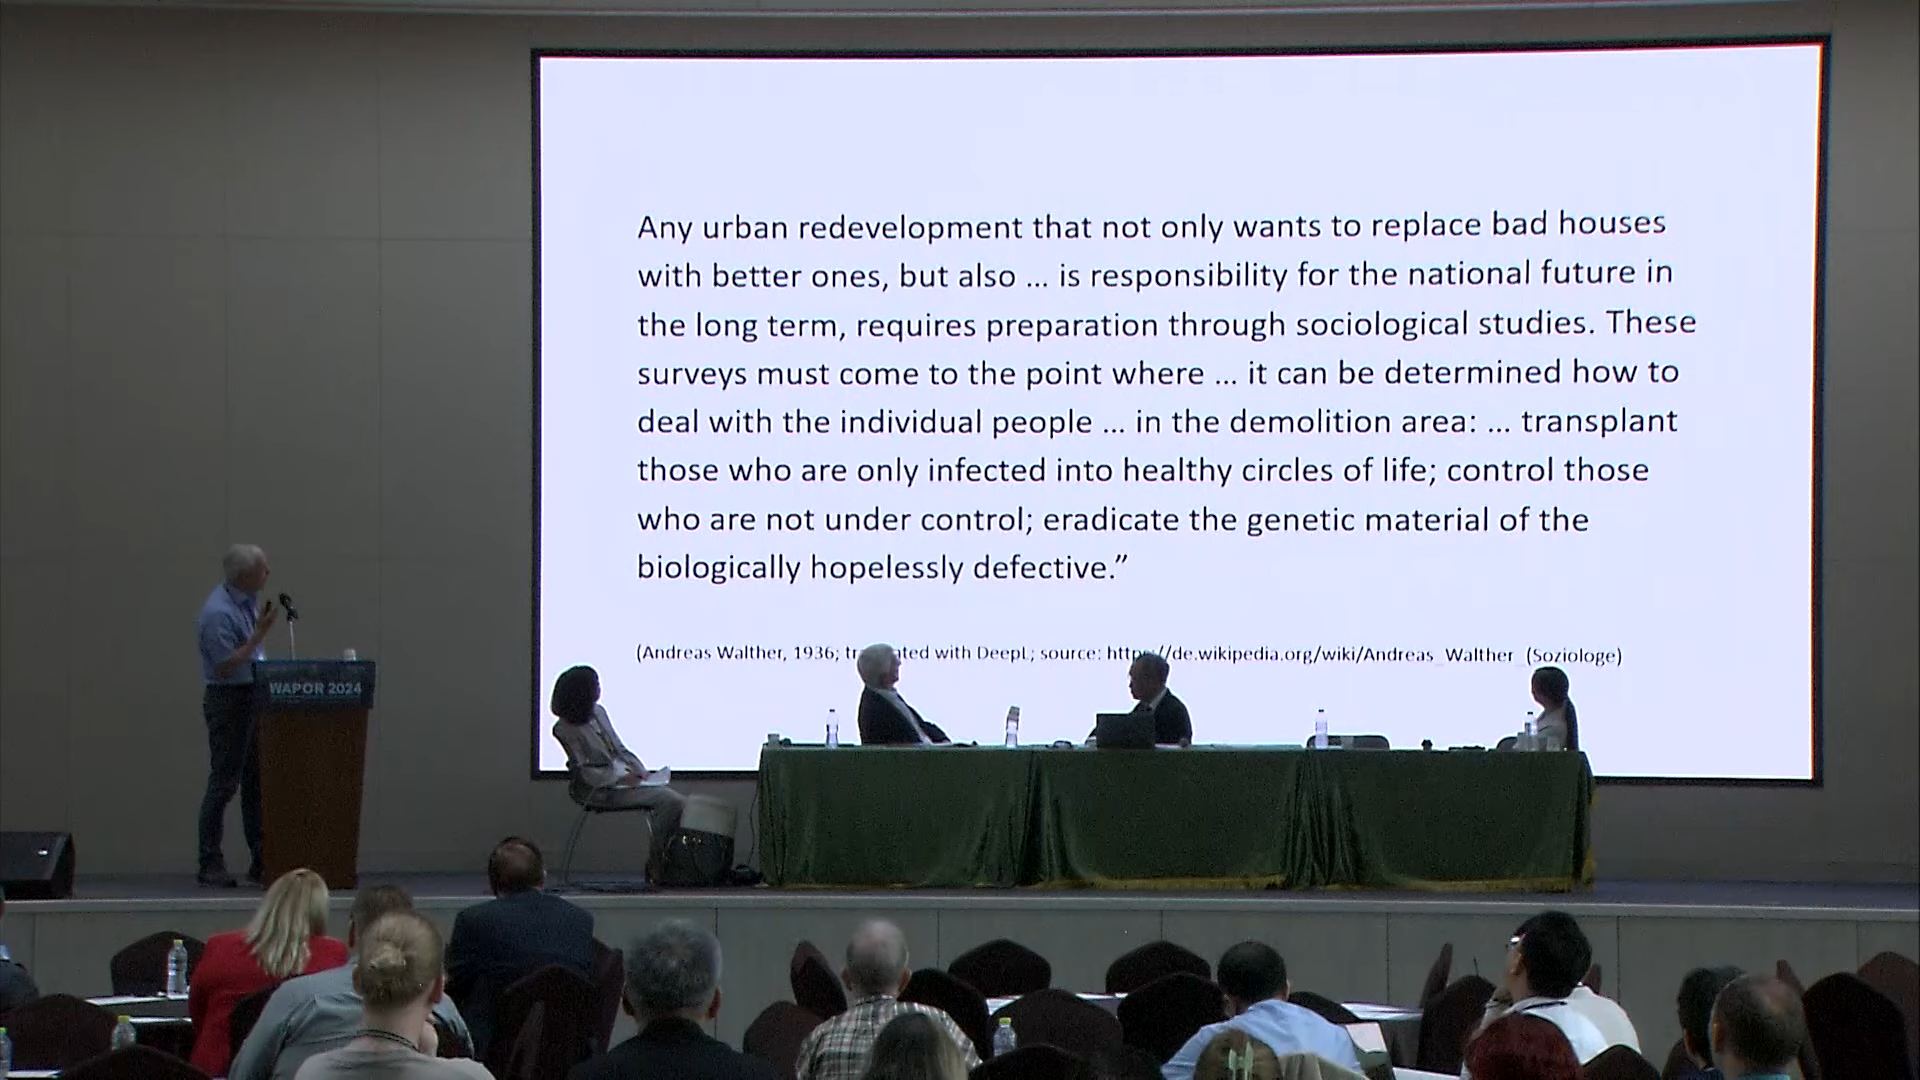 Any urban redevelopment that not only wants to replace bad houses
with better ones, but also ... is responsibility for the national future in
the long term, requires preparation through sociological studies. These
surveys must come to the point where ... it can be determined how to
deal with the individual people ... in the demolition area: ... transplant
those who are only infected into healthy circles of life; control those
who are not under control; eradicate the genetic material of the
biologically hopelessly defective.”
(Andreas Walther, 1936; with DeepL; source: de.wikipedia.org/wiki/Andreas_Walther_(Soziologe)
WAPOR 2024